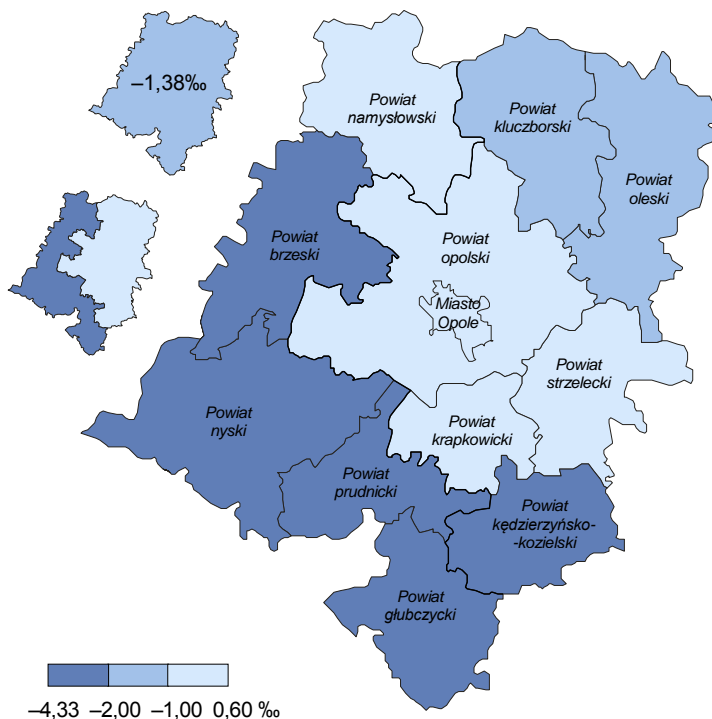 –1,38‰
Powiat
namysłowski
Powiat
kluczborski
Powiat
oleski
Powiat
brzeski
Powiat
opolski
Miasto
Opole
Powiat
strzelecki
Powiat
nyski
Powiat
krapkowicki
Powiat
prudnicki
Powiat
kędzierzyńsko-
-kozielski
Powiat
głubczycki
–4,33 –2,00 –1,00 0,60 ‰